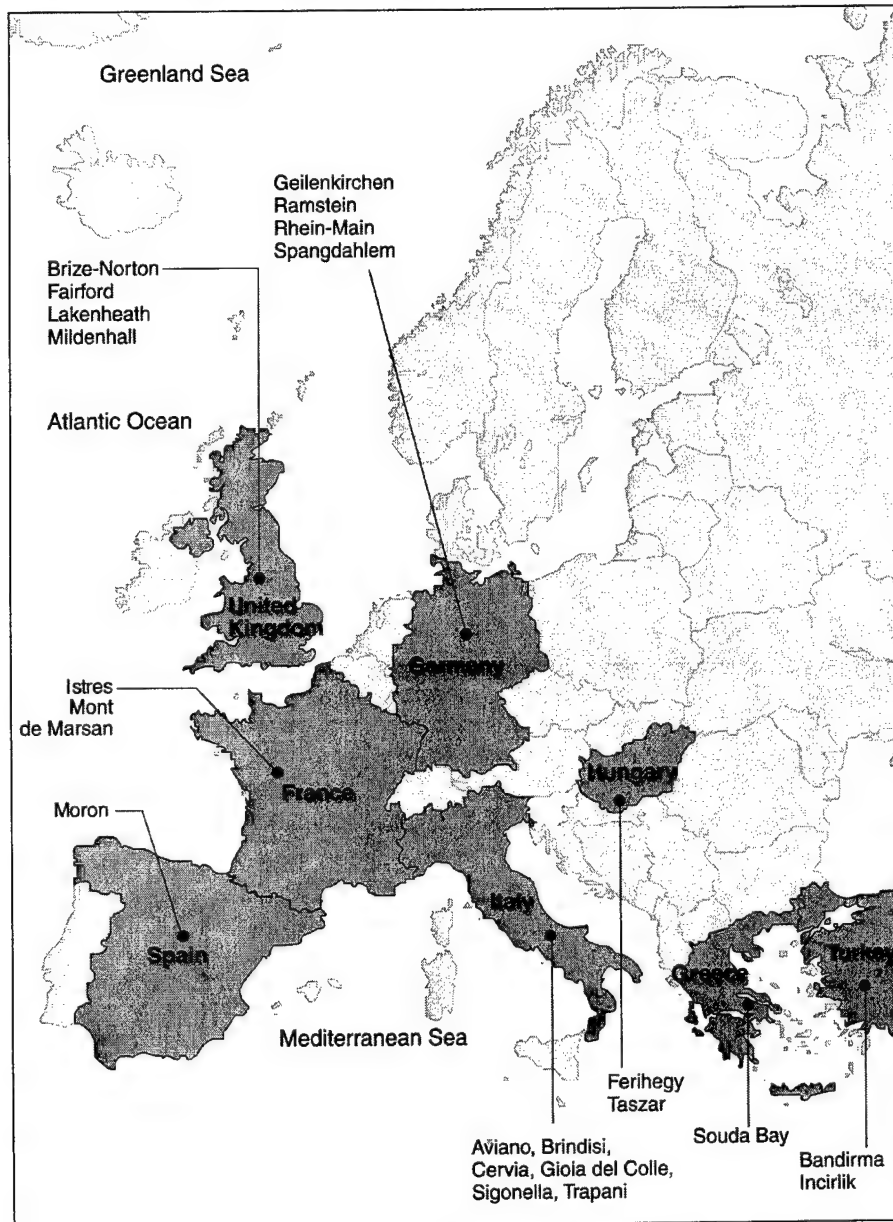 Greenland Sea
Geilenkirchen
Ramstein
Rhein-Main
Spangdahlem
Brize-Norton
Fairford
Lakenheath
Mildenhall
Atlantic Ocean
United
Kingdom
Germany
Istres
Mont
de Marsan
France
Hungary
Moron
Italy
Spain
Greece
Turkey
Mediterranean Sea
Ferihegy
Taszar
Souda Bay
Aviano, Brindisi,
Cervia, Gioia del Colle,
Sigonella, Trapani
Bandirma
Incirlik